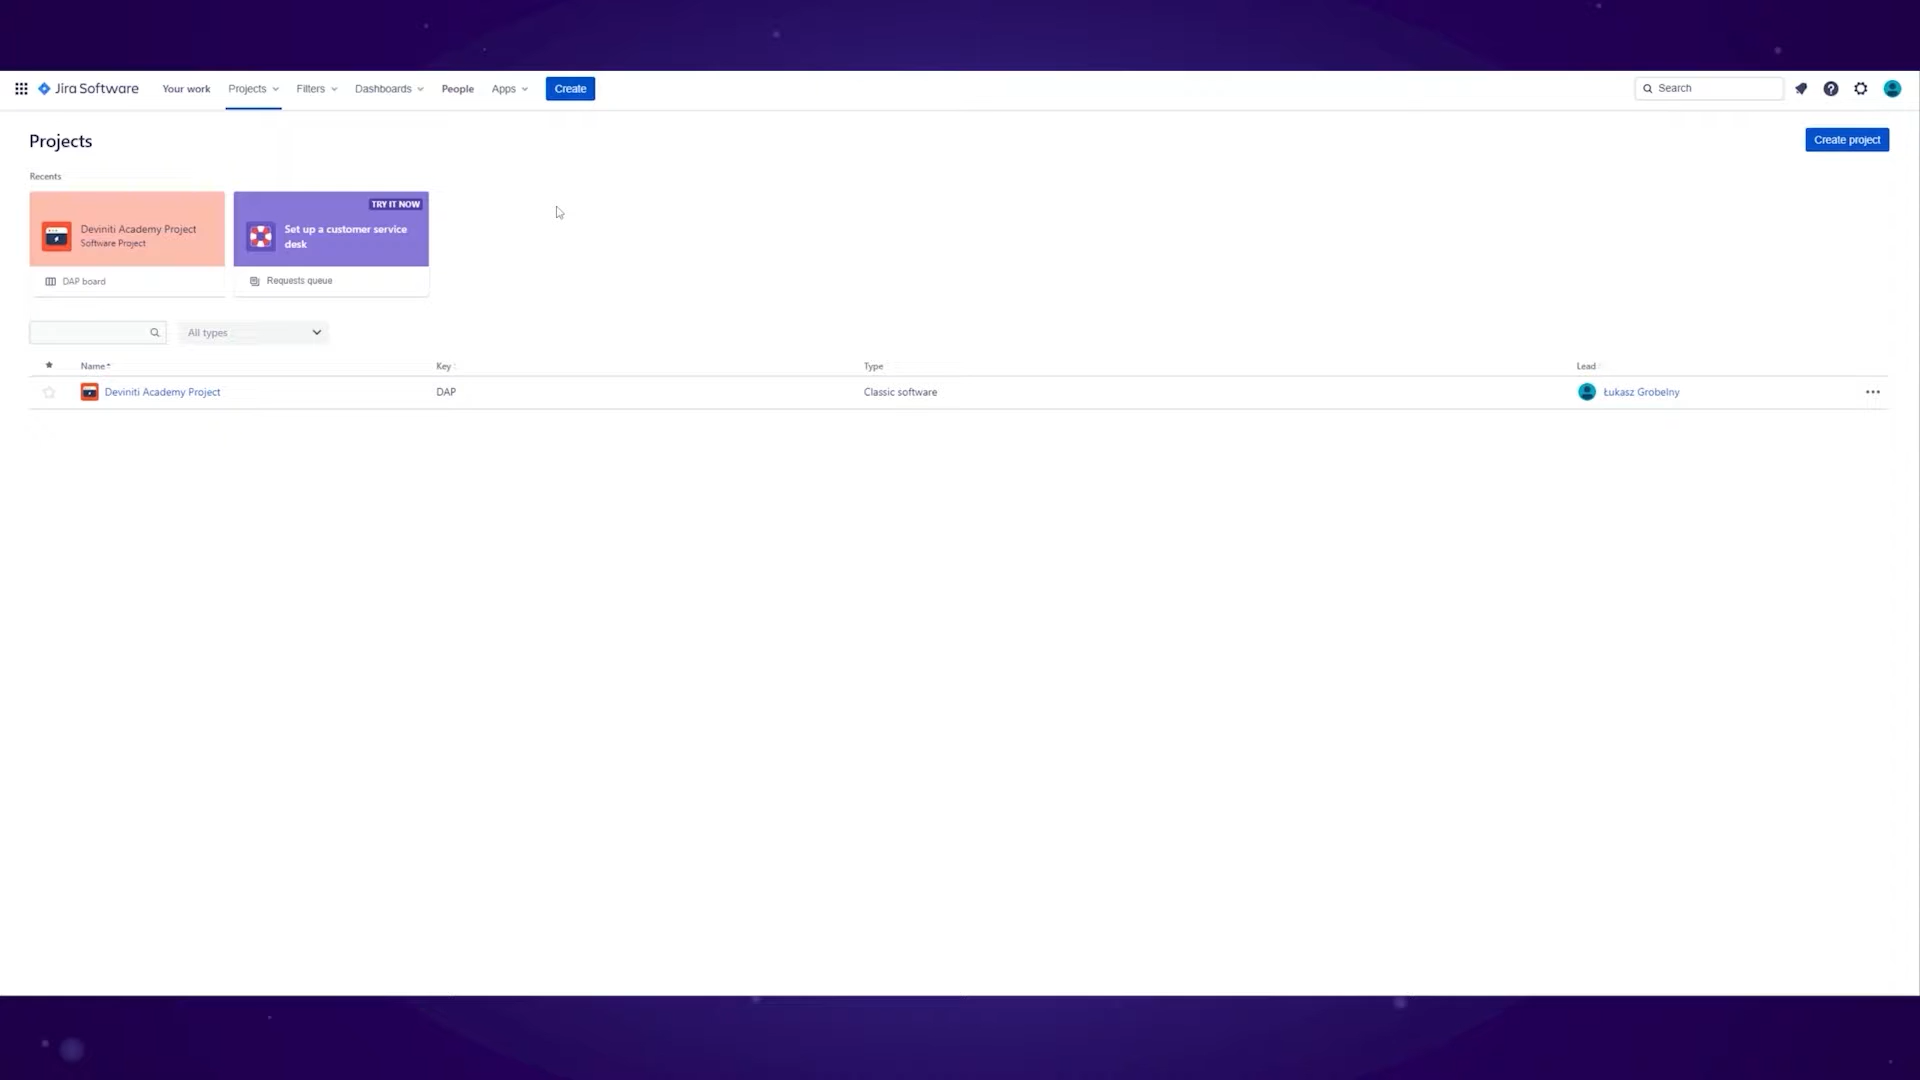 Jira Software Your work Projects Filters Dashboards People Apps Create Search
Projects Create project
Recents
TRY IT NOW
Deviniti Academy Project
Software Project
Set up a customer service
desk
DAP board
Requests queue
All types
Name Key Type Lead
Deviniti Academy Project DAP Classic software Łukasz Grobelny